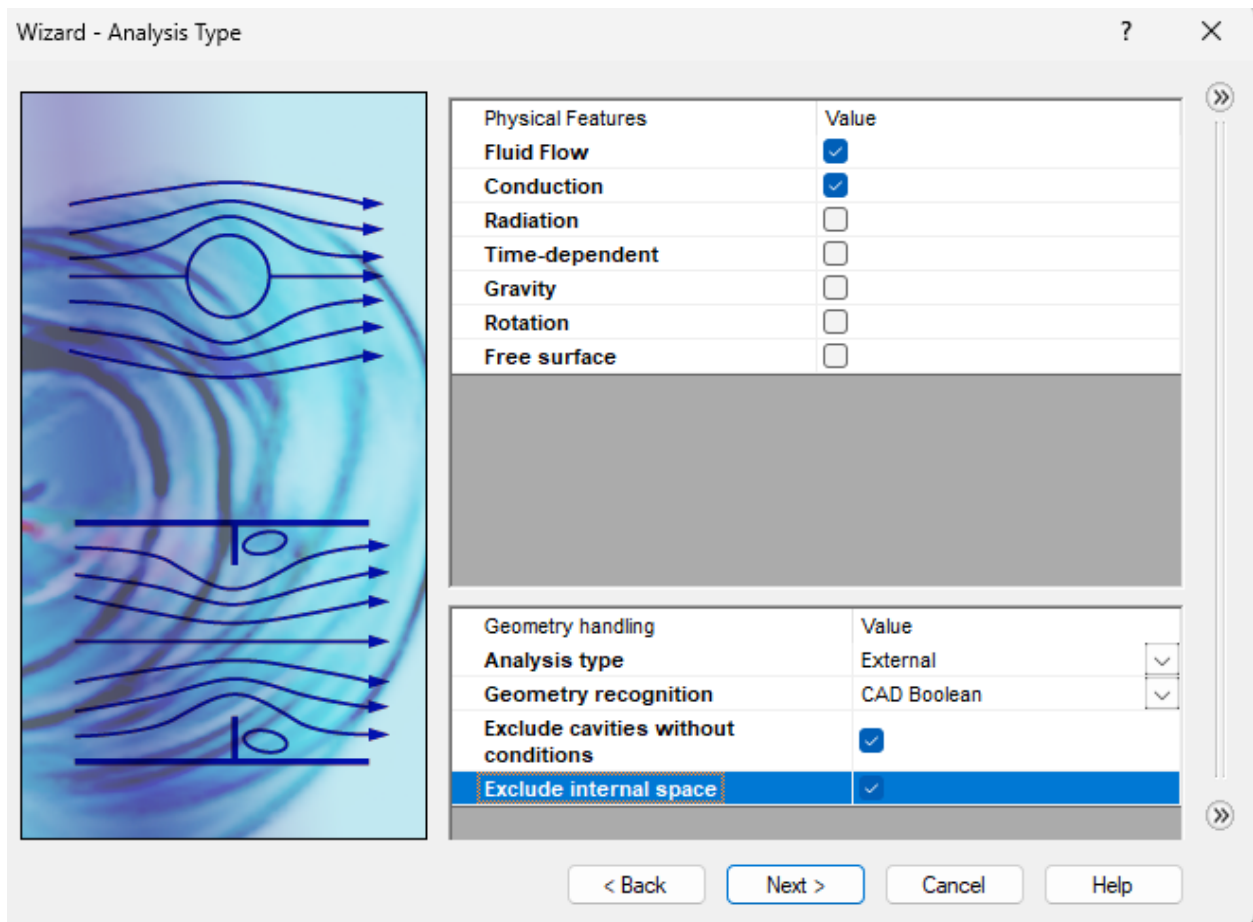 Wizard - Analysis Type ?
Physical Features Value
Fluid Flow
Conduction
Radiation
Time-dependent
Gravity
Rotation
Free surface
Geometry handling Value
Analysis type External
Geometry recognition CAD Boolean
Exclude cavities without
conditions
Exclude internal space
< Back Next > Cancel Help